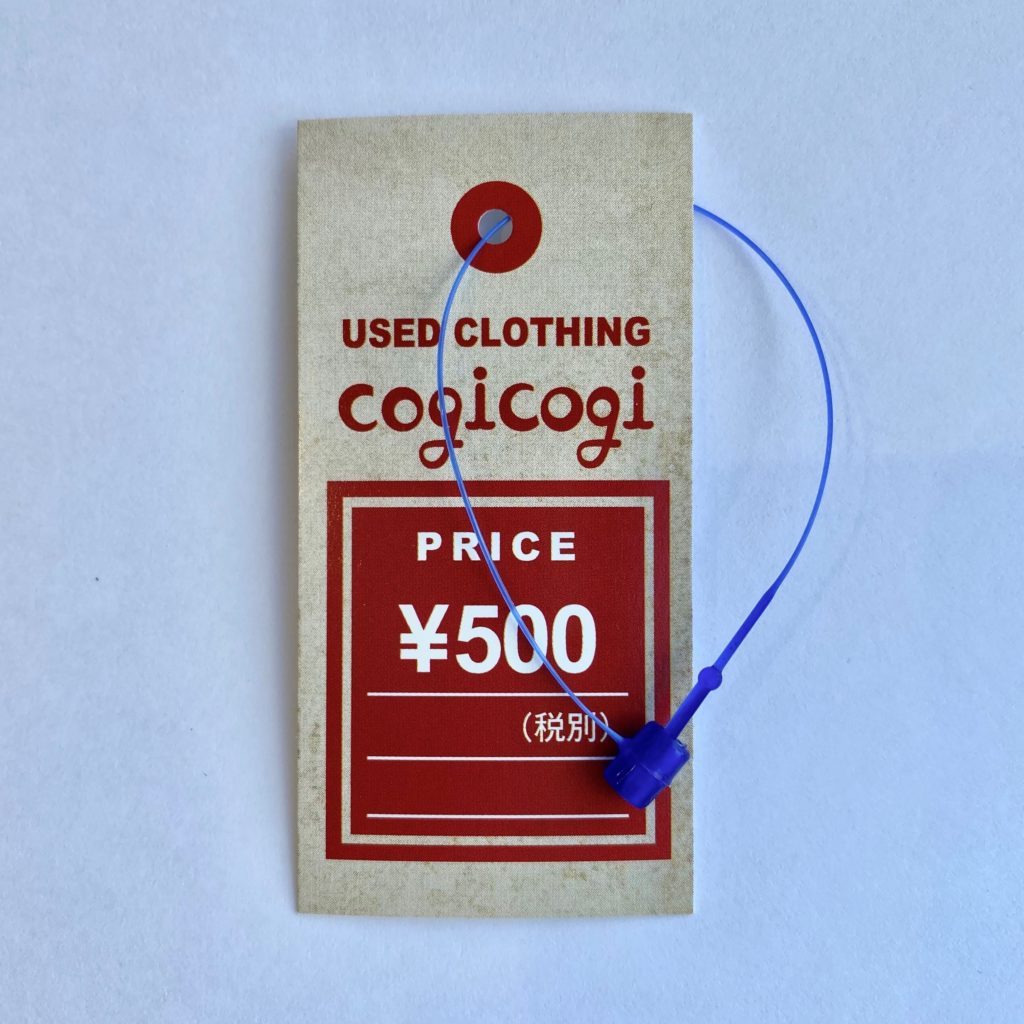 USED CLOTHING
cogicogi
PRICE
¥500
（税別）